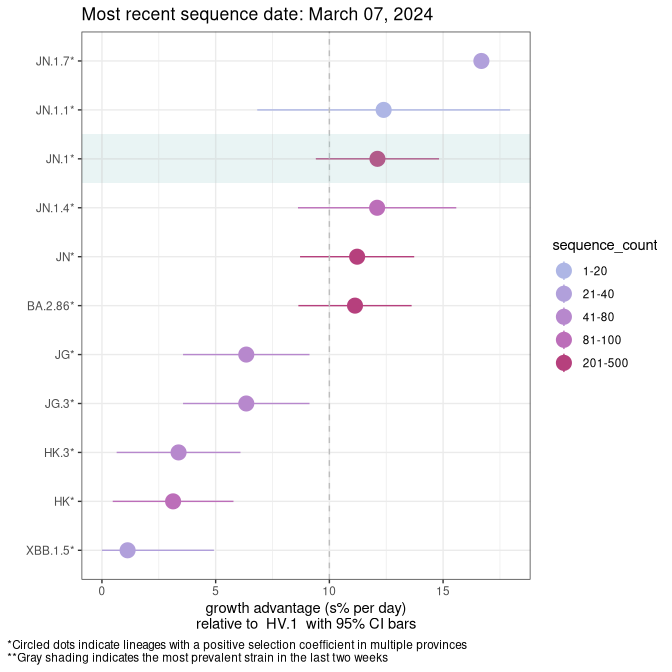 Most recent sequence date: March 07, 2024
JN.1.7*
JN.1.1*
JN.1*
JN.1.4*
JN*
BA.2.86*
JG*
JG.3*
HK.3*
HK*
XBB.1.5*
0 5 10 15
growth advantage (s% per day)
relative to HV.1 with 95% CI bars
sequence_count
1-20
21-40
41-80
81-100
201-500
*Circled dots indicate lineages with a positive selection coefficient in multiple provinces
**Gray shading indicates the most prevalent strain in the last two weeks